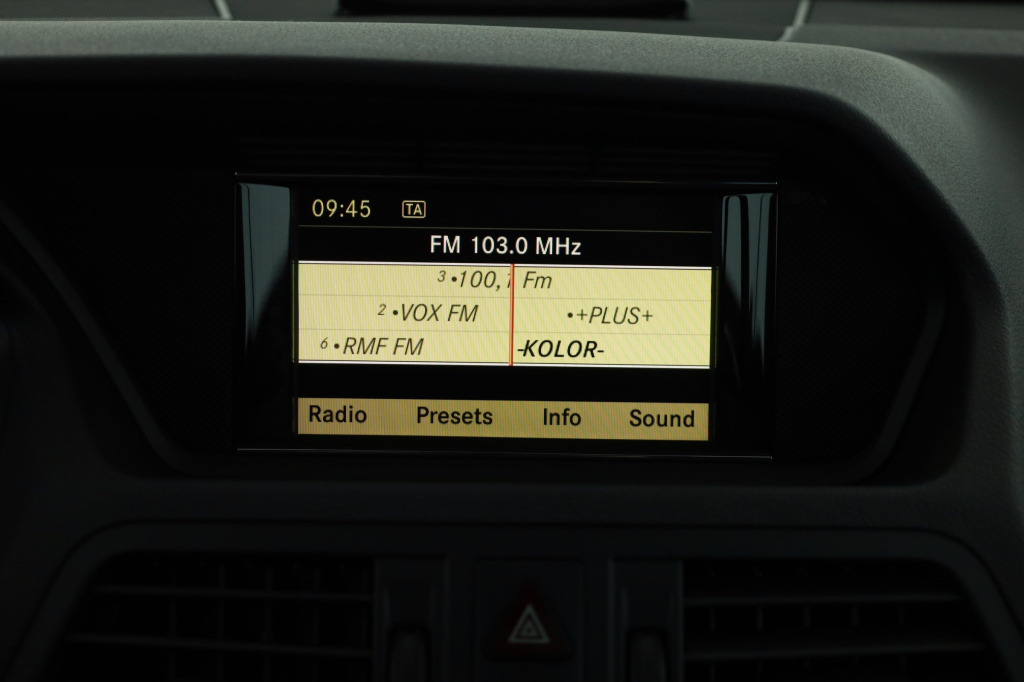 09:45 TA
FM 103.0 MHz
3 •100,1 Fm
2 •VOX FM •+PLUS+
6 •RMF FM -KOLOR-
Radio Presets Info Sound